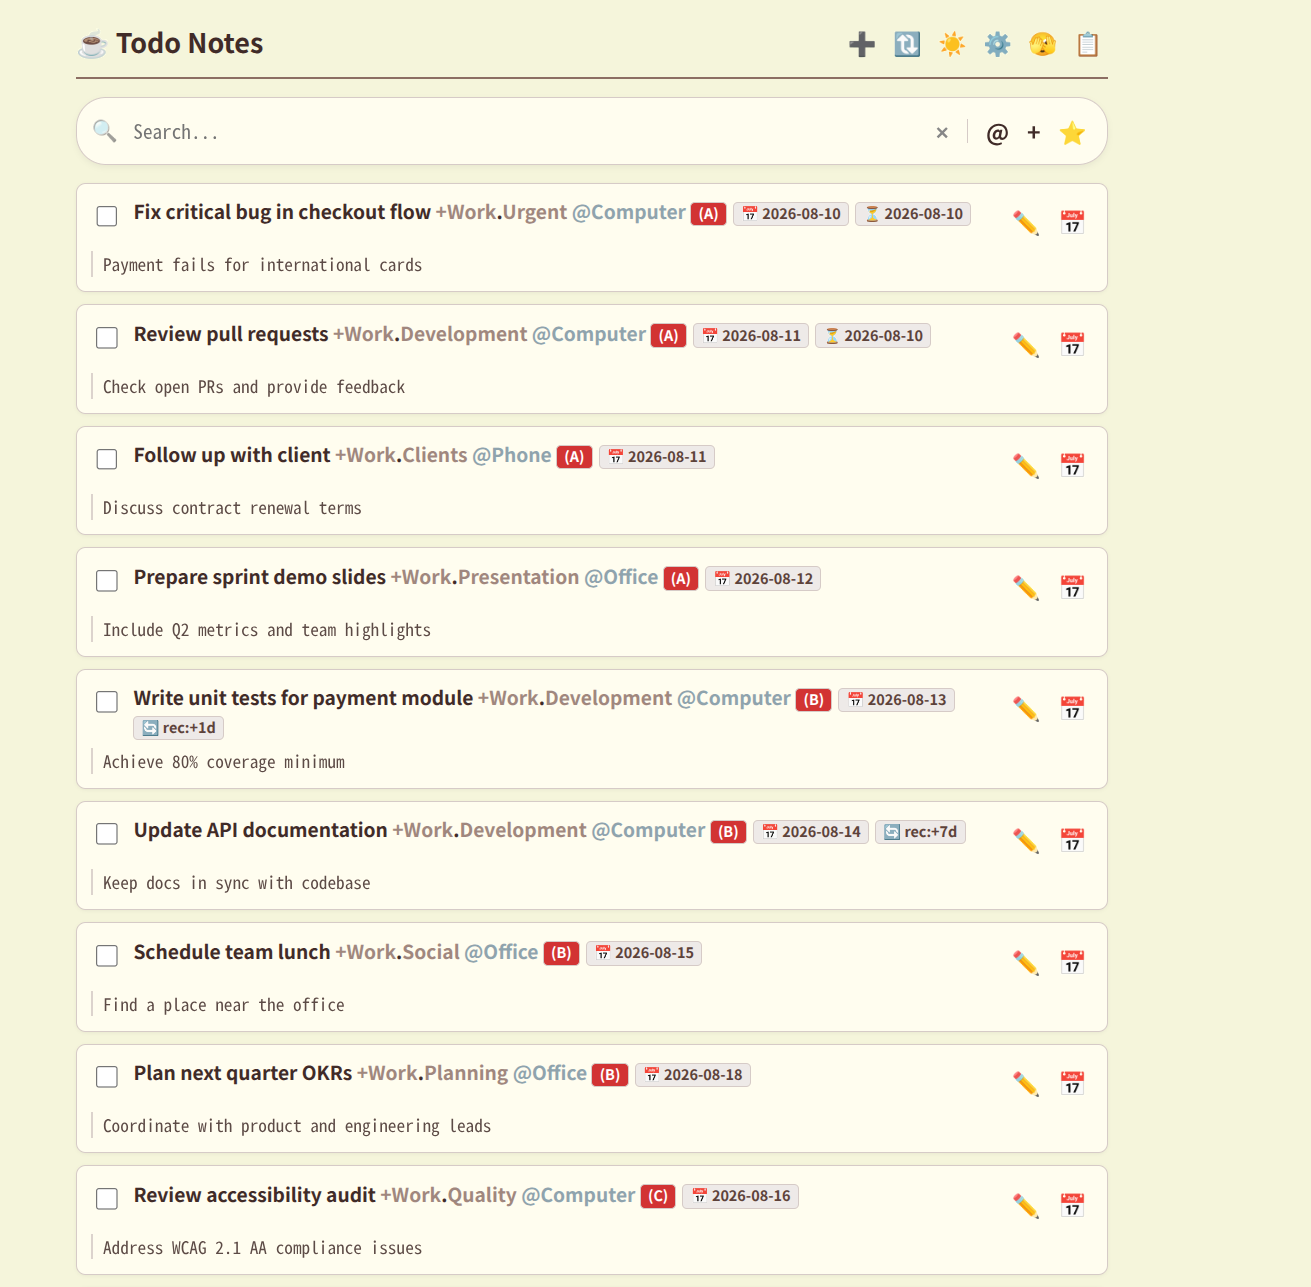 ☕ Todo Notes
Search...
× @ +
Fix critical bug in checkout flow +Work.Urgent @Computer (A) 2026-08-10 2026-08-10
Payment fails for international cards
Review pull requests +Work.Development @Computer (A) 2026-08-11 2026-08-10
Check open PRs and provide feedback
Follow up with client +Work.Clients @Phone (A) 2026-08-11
Discuss contract renewal terms
Prepare sprint demo slides +Work.Presentation @Office (A) 2026-08-12
Include Q2 metrics and team highlights
Write unit tests for payment module +Work.Development @Computer (B) 2026-08-13
rec:+1d
Achieve 80% coverage minimum
Update API documentation +Work.Development @Computer (B) 2026-08-14 rec:+7d
Keep docs in sync with codebase
Schedule team lunch +Work.Social @Office (B) 2026-08-15
Find a place near the office
Plan next quarter OKRs +Work.Planning @Office (B) 2026-08-18
Coordinate with product and engineering leads
Review accessibility audit +Work.Quality @Computer (C) 2026-08-16
Address WCAG 2.1 AA compliance issues